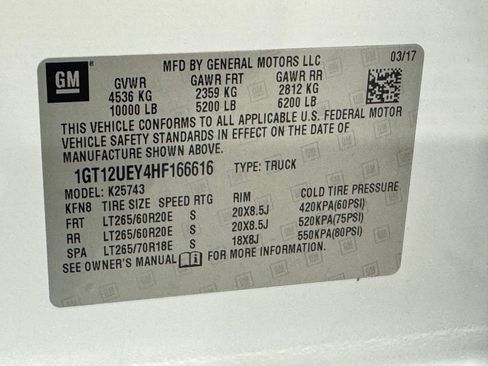 GM
MFD BY GENERAL MOTORS LLC
03/17
GVWR GAWR FRT GAWR RR
4536 KG 2359 KG 2812 KG
10000 LB 5200 LB 6200 LB
THIS VEHICLE CONFORMS TO ALL APPLICABLE U.S. FEDERAL MOTOR
VEHICLE SAFETY STANDARDS IN EFFECT ON THE DATE OF
MANUFACTURE SHOWN ABOVE.
1GT12UEY4HF166616 TYPE: TRUCK
MODEL: K25743
KFN8 TIRE SIZE SPEED RTG RIM COLD TIRE PRESSURE
FRT LT265/60R20E S 20X8.5J 420KPA(60PSI)
RR LT265/60R20E S 20X8.5J 520KPA(75PSI)
SPA LT265/70R18E S 18X8J 550KPA(80PSI)
SEE OWNER'S MANUAL FOR MORE INFORMATION.